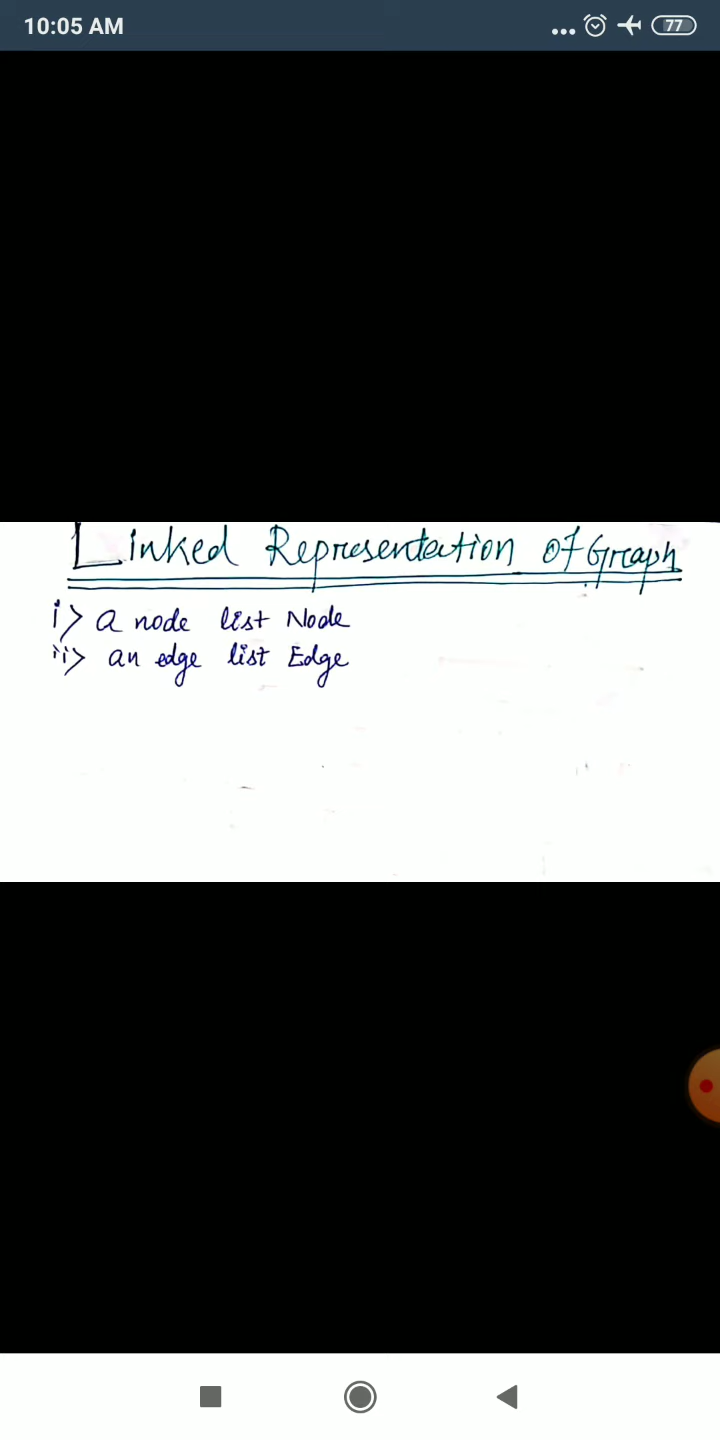 10:05 AM
77
Linked Representation of Graph
i> a node list Node
ii> an edge list Edge